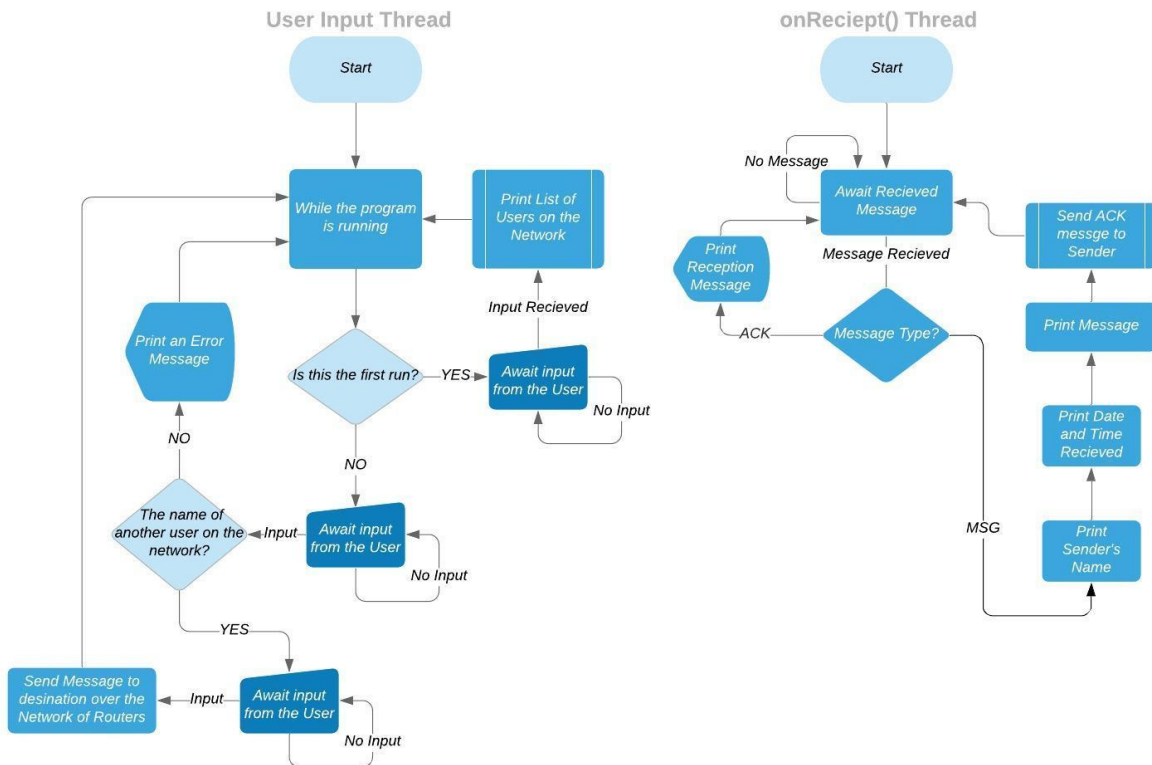 User Input Thread
Start
While the program
is running
Print List of
Users on the
Network
Input Recieved
Print an Error
Message
Is this the first run?
YES
Await input
from the User
No Input
NO
NO
The name of
another user on the
network?
Input
Await input
from the User
No Input
YES
Send Message to
desination over the
Network of Routers
Input
Await input
from the User
No Input
onReciept() Thread
Start
No Message
Await Recieved
Message
Message Recieved
Print
Reception
Message
ACK
Message Type?
MSG
Send ACK
messge to
Sender
Print Message
Print Date
and Time
Recieved
Print
Sender's
Name